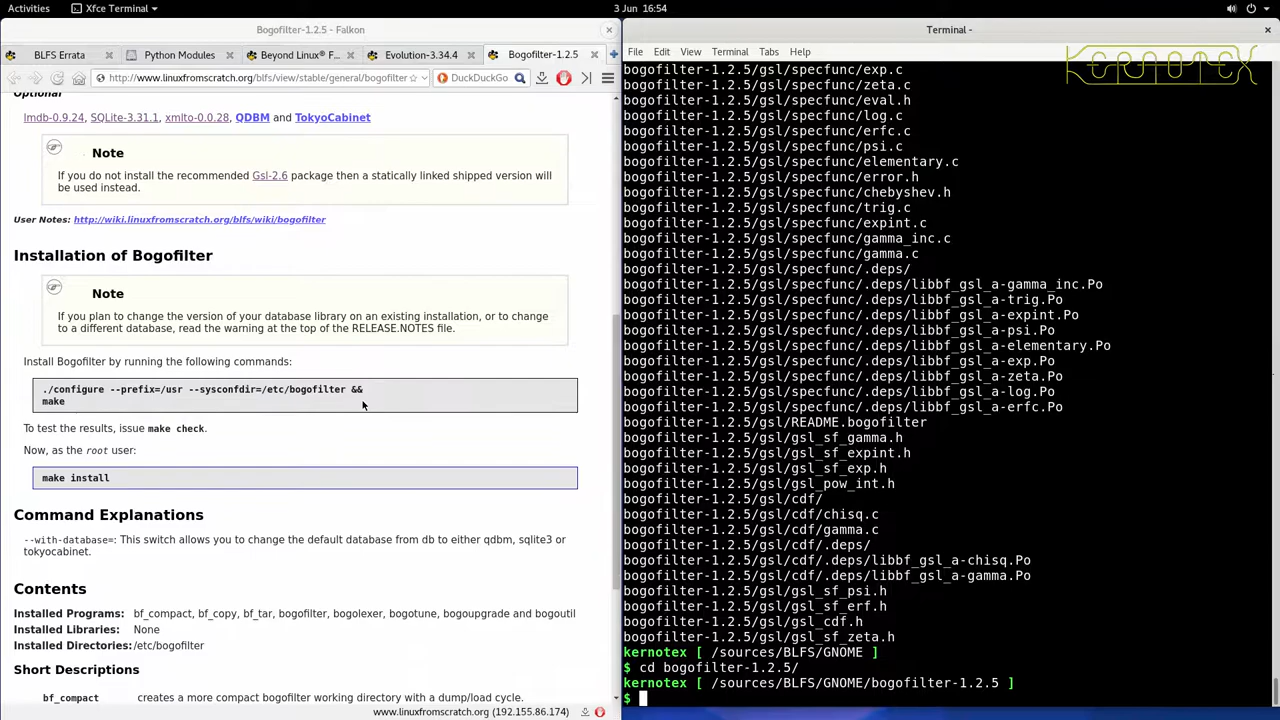 Activities
Xfce Terminal
3 Jun 16:54
Bogofilter-1.2.5 - Falkon
BLFS Errata
Python Modules
Beyond Linux® F...
Evolution-3.34.4
Bogofilter-1.2.5
http://www.linuxfromscratch.org/blfs/view/stable/general/bogofilter
DuckDuckGo
Optional
lmdb-0.9.24, SQLite-3.31.1, xmlto-0.0.28, QDBM and TokyoCabinet
Note
If you do not install the recommended Gsl-2.6 package then a statically linked shipped version will
be used instead.
User Notes: http://wiki.linuxfromscratch.org/blfs/wiki/bogofilter
Installation of Bogofilter
Note
If you plan to change the version of your database library on an existing installation, or to change
to a different database, read the warning at the top of the RELEASE.NOTES file.
Install Bogofilter by running the following commands:
./configure --prefix=/usr --sysconfdir=/etc/bogofilter &&
make
To test the results, issue make check.
Now, as the root user:
make install
Command Explanations
--with-database=: This switch allows you to change the default database from db to either qdbm, sqlite3 or
tokyocabinet.
Contents
Installed Programs: bf_compact, bf_copy, bf_tar, bogofilter, bogolexer, bogotune, bogoupgrade and bogoutil
Installed Libraries: None
Installed Directories: /etc/bogofilter
Short Descriptions
bf_compact creates a more compact bogofilter working directory with a dump/load cycle.
www.linuxfromscratch.org (192.155.86.174)
Terminal -
File Edit View Terminal Tabs Help
KERNOTEX
bogofilter-1.2.5/gsl/specfunc/exp.c
bogofilter-1.2.5/gsl/specfunc/zeta.c
bogofilter-1.2.5/gsl/specfunc/eval.h
bogofilter-1.2.5/gsl/specfunc/log.c
bogofilter-1.2.5/gsl/specfunc/erfc.c
bogofilter-1.2.5/gsl/specfunc/psi.c
bogofilter-1.2.5/gsl/specfunc/elementary.c
bogofilter-1.2.5/gsl/specfunc/error.h
bogofilter-1.2.5/gsl/specfunc/chebyshev.h
bogofilter-1.2.5/gsl/specfunc/trig.c
bogofilter-1.2.5/gsl/specfunc/expint.c
bogofilter-1.2.5/gsl/specfunc/gamma_inc.c
bogofilter-1.2.5/gsl/specfunc/gamma.c
bogofilter-1.2.5/gsl/specfunc/.deps/
bogofilter-1.2.5/gsl/specfunc/.deps/libbf_gsl_a-gamma_inc.Po
bogofilter-1.2.5/gsl/specfunc/.deps/libbf_gsl_a-trig.Po
bogofilter-1.2.5/gsl/specfunc/.deps/libbf_gsl_a-expint.Po
bogofilter-1.2.5/gsl/specfunc/.deps/libbf_gsl_a-psi.Po
bogofilter-1.2.5/gsl/specfunc/.deps/libbf_gsl_a-elementary.Po
bogofilter-1.2.5/gsl/specfunc/.deps/libbf_gsl_a-exp.Po
bogofilter-1.2.5/gsl/specfunc/.deps/libbf_gsl_a-zeta.Po
bogofilter-1.2.5/gsl/specfunc/.deps/libbf_gsl_a-log.Po
bogofilter-1.2.5/gsl/specfunc/.deps/libbf_gsl_a-erfc.Po
bogofilter-1.2.5/gsl/README.bogofilter
bogofilter-1.2.5/gsl/gsl_sf_gamma.h
bogofilter-1.2.5/gsl/gsl_sf_expint.h
bogofilter-1.2.5/gsl/gsl_sf_exp.h
bogofilter-1.2.5/gsl/gsl_pow_int.h
bogofilter-1.2.5/gsl/cdf/
bogofilter-1.2.5/gsl/cdf/chisq.c
bogofilter-1.2.5/gsl/cdf/gamma.c
bogofilter-1.2.5/gsl/cdf/.deps/
bogofilter-1.2.5/gsl/cdf/.deps/libbf_gsl_a-chisq.Po
bogofilter-1.2.5/gsl/cdf/.deps/libbf_gsl_a-gamma.Po
bogofilter-1.2.5/gsl/gsl_sf_psi.h
bogofilter-1.2.5/gsl/gsl_sf_erf.h
bogofilter-1.2.5/gsl/gsl_cdf.h
bogofilter-1.2.5/gsl/gsl_sf_zeta.h
kernotex [ /sources/BLFS/GNOME ]
$ cd bogofilter-1.2.5/
kernotex [ /sources/BLFS/GNOME/bogofilter-1.2.5 ]
$